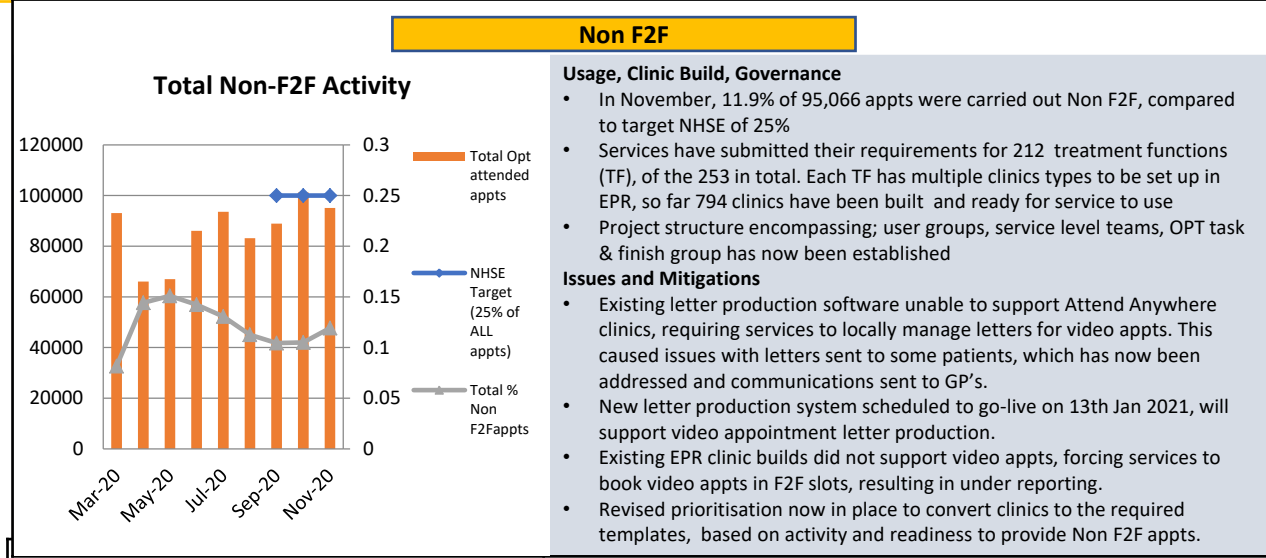 Non F2F
Total Non-F2F Activity
120000
100000
80000
60000
40000
20000
0
0.3
0.25
0.2
0.15
0.1
0.05
0
Mar-20
May-20
Jul-20
Sep-20
Nov-20
Total Opt
attended
appts
NHSE
Target
(25% of
ALL
appts)
Total %
Non
F2Fappts
Usage, Clinic Build, Governance
• In November, 11.9% of 95,066 appts were carried out Non F2F, compared
to target NHSE of 25%
• Services have submitted their requirements for 212 treatment functions
(TF), of the 253 in total. Each TF has multiple clinics types to be set up in
EPR, so far 794 clinics have been built and ready for service to use
• Project structure encompassing; user groups, service level teams, OPT task
& finish group has now been established
Issues and Mitigations
• Existing letter production software unable to support Attend Anywhere
clinics, requiring services to locally manage letters for video appts. This
caused issues with letters sent to some patients, which has now been
addressed and communications sent to GP's.
• New letter production system scheduled to go-live on 13th Jan 2021, will
support video appointment letter production.
• Existing EPR clinic builds did not support video appts, forcing services to
book video appts in F2F slots, resulting in under reporting.
• Revised prioritisation now in place to convert clinics to the required
templates, based on activity and readiness to provide Non F2F appts.